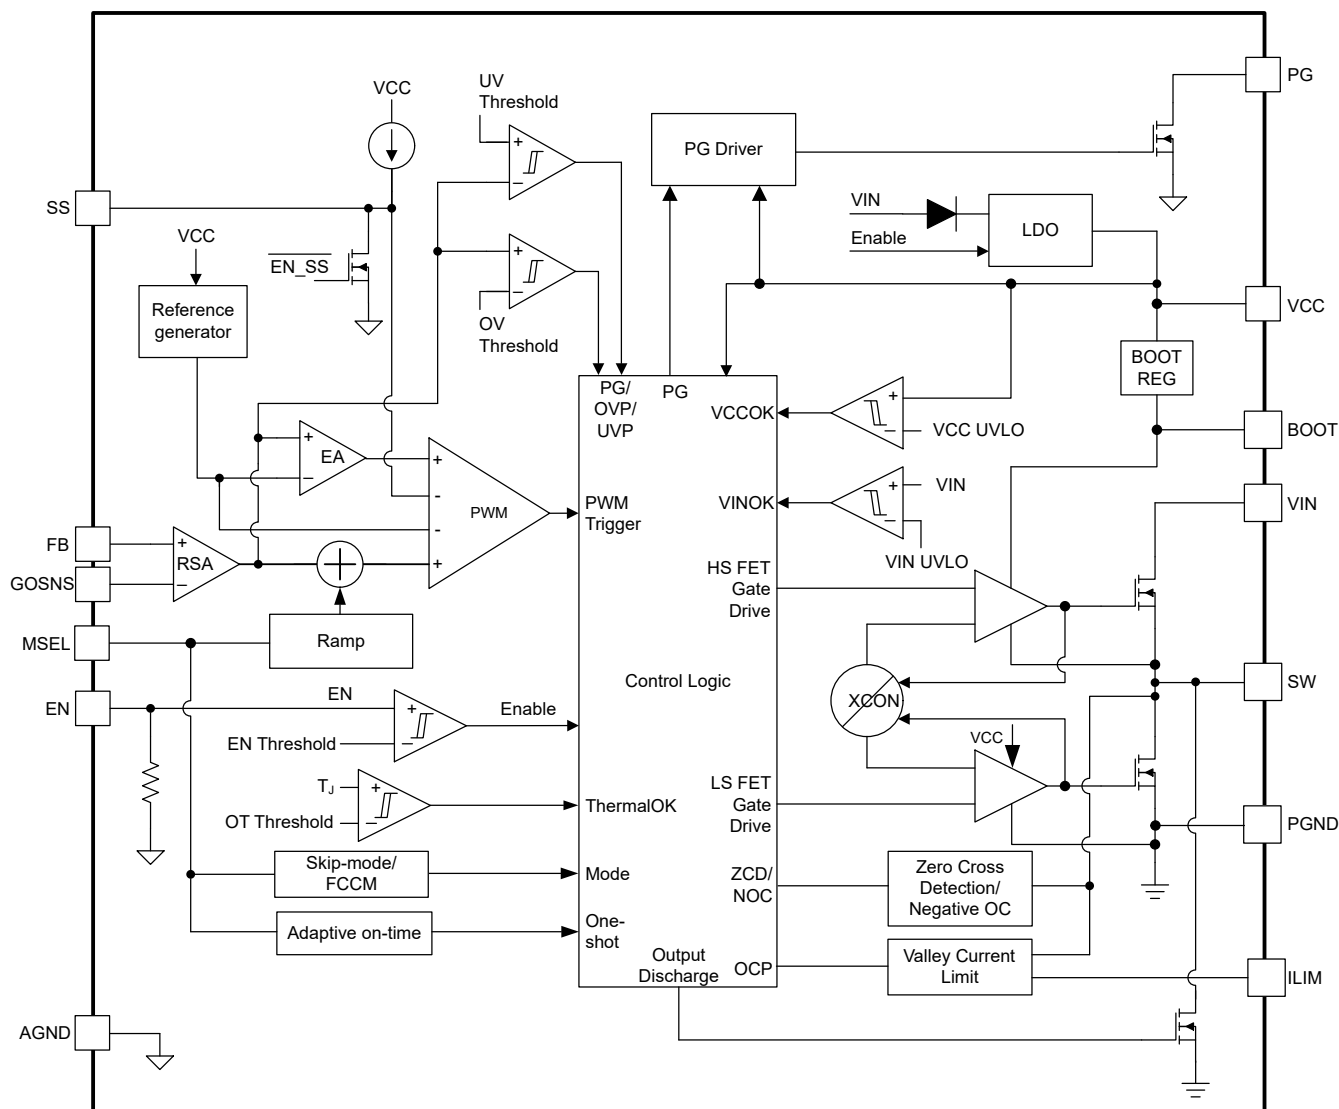 UV
Threshold
VCC
PG
PG Driver
SS
VIN
LDO
Enable
VCC
EN_SS
Reference
generator
OV
Threshold
VCC
BOOT
REG
PG/
OVP/
UVP
PG
VCCOK
VCC UVLO
BOOT
EA
PWM
PWM
Trigger
VINOK
VIN
VIN UVLO
VIN
FB
RSA
GOSNS
HS FET
Gate
Drive
MSEL
Ramp
Control Logic
XCON
SW
EN
EN
Enable
EN Threshold
VCC
TJ
OT Threshold
ThermalOK
LS FET
Gate
Drive
PGND
Skip-mode/
FCCM
Mode
ZCD/
NOC
Zero Cross
Detection/
Negative OC
Adaptive on-time
One-
shot
Output
Discharge
OCP
Valley Current
Limit
ILIM
AGND